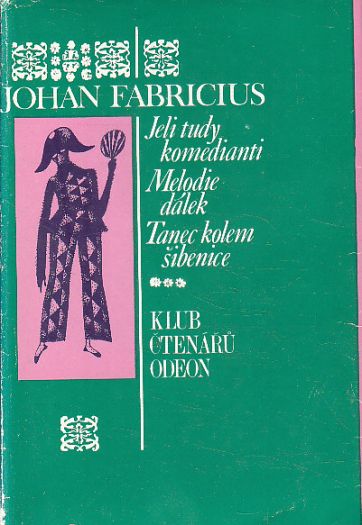 JOHAN FABRICIUS
Jeli tudy
komedianti
Melodie
dálek
Tanec kolem
šibenice
KLUB
ČTENÁŘŮ
ODEON